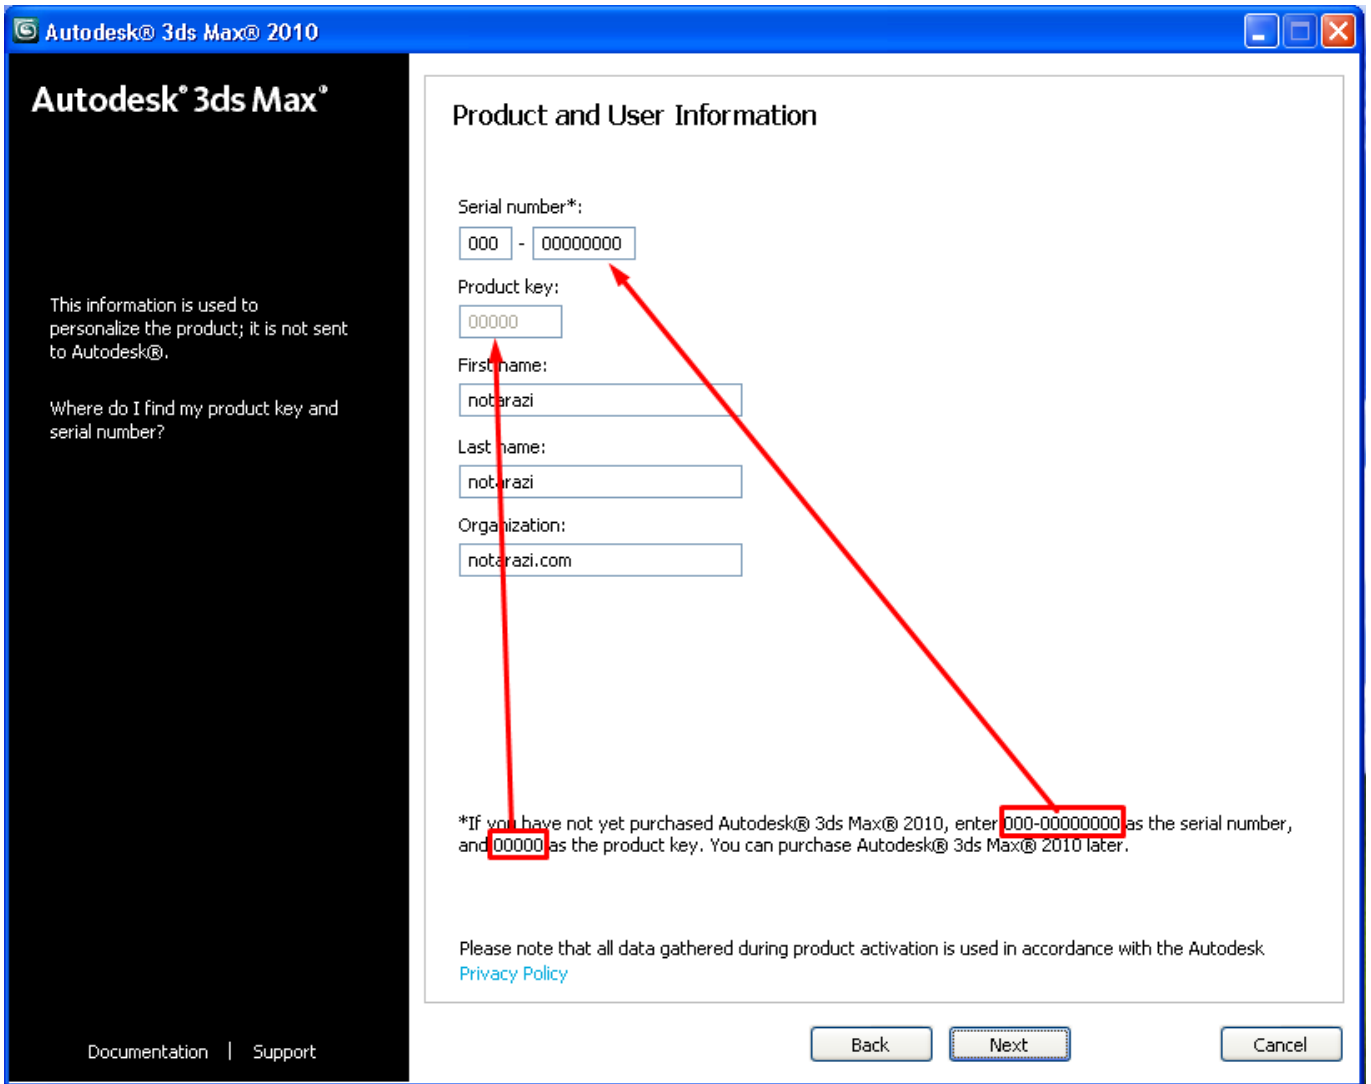 Autodesk® 3ds Max® 2010
Autodesk® 3ds Max®
This information is used to
personalize the product; it is not sent
to Autodesk®.
Where do I find my product key and
serial number?
Documentation | Support
Product and User Information
Serial number*:
000 - 00000000
Product key:
00000
First name:
notarazi
Last name:
notarazi
Organization:
notarazi.com
*If you have not yet purchased Autodesk® 3ds Max® 2010, enter 000-00000000 as the serial number,
and 00000 as the product key. You can purchase Autodesk® 3ds Max® 2010 later.
Please note that all data gathered during product activation is used in accordance with the Autodesk
Privacy Policy
Back Next Cancel